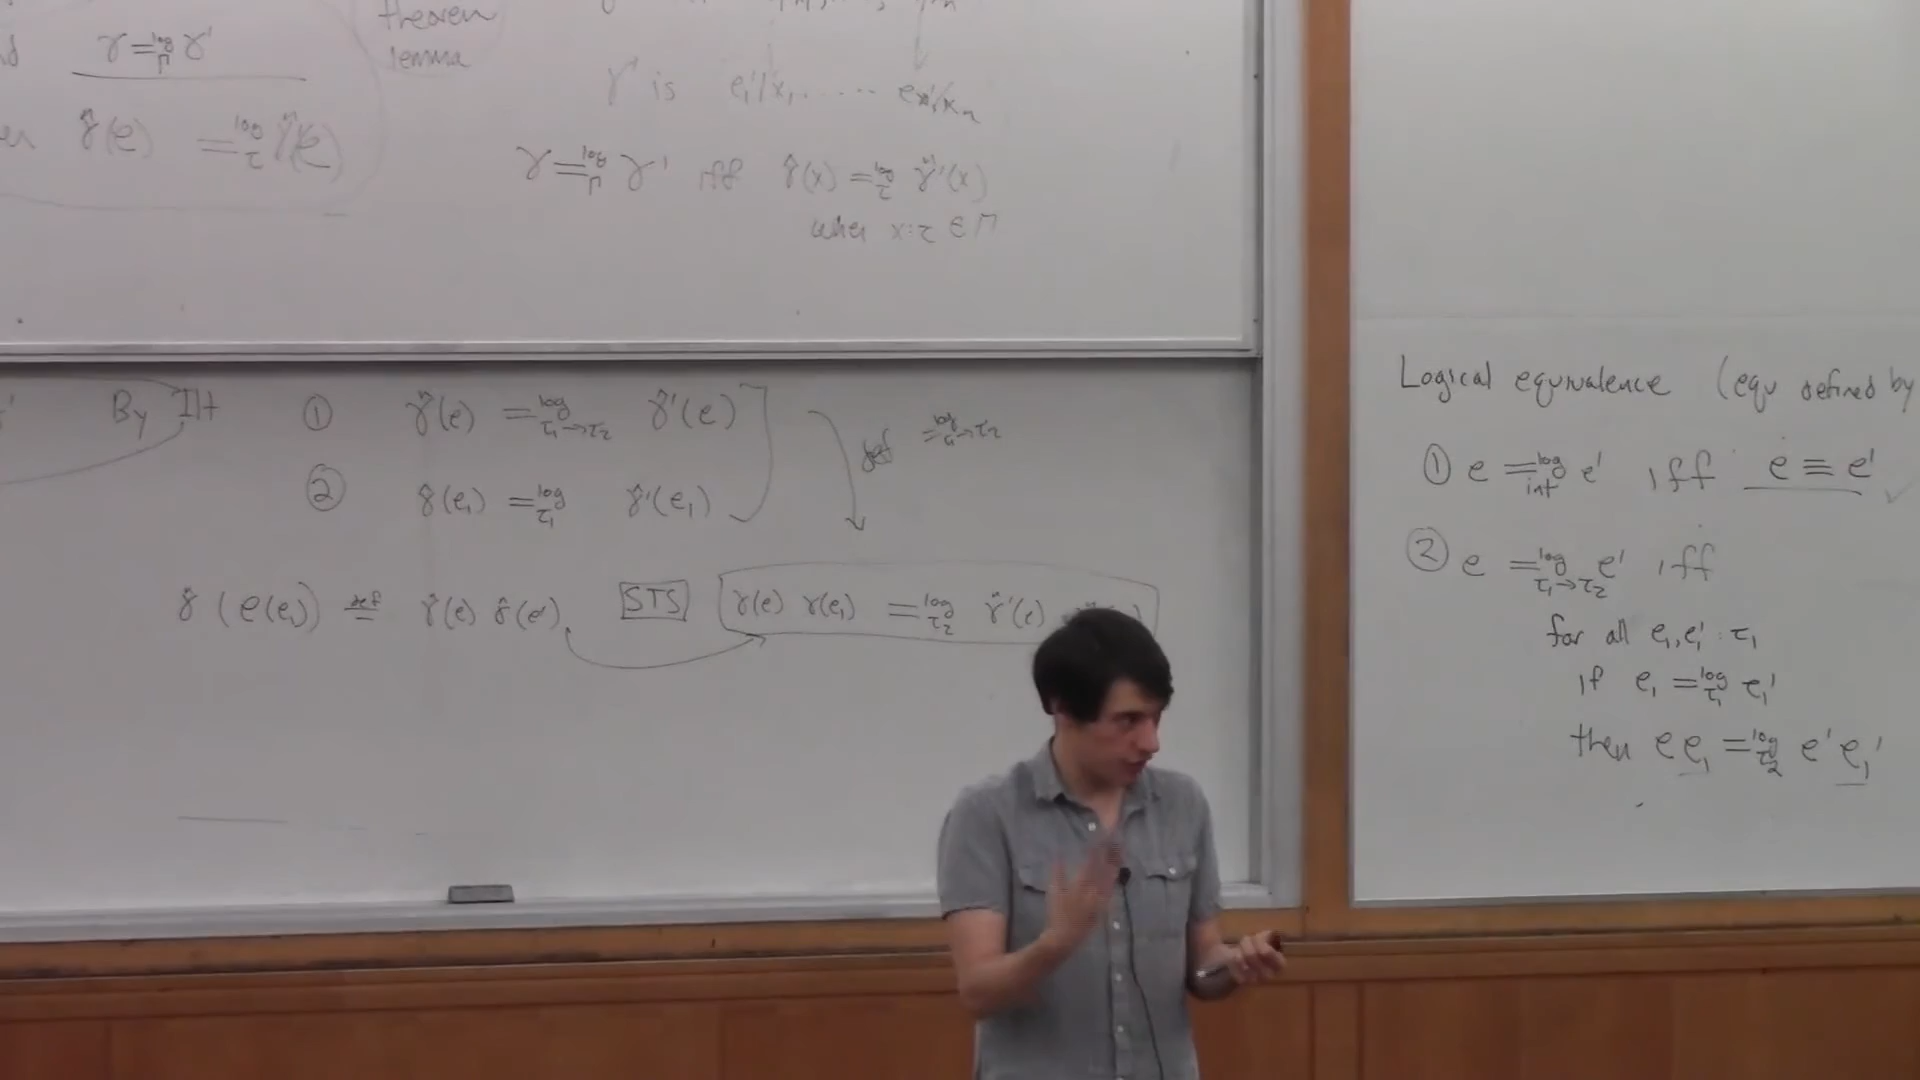 γ =^log_Γ γ'
γ̂(e) =^log_τ γ̂'(e)
theorem
lemma
γ' is e₁'/x₁ ...... eₙ'/xₙ
γ =^log_Γ γ' iff γ̂(x) =^log_τ γ̂'(x)
when x:τ ∈ Γ
By IH ① γ̂(e) =^log_τ₁→τ₂ γ̂'(e)
② γ̂(e₁) =^log_τ₁ γ̂'(e₁)
def =^log_τ₁→τ₂
γ̂(e(e₁)) =^def γ̂(e) γ̂(e').
STS γ(e) γ(e₁) =^log_τ₂ γ̂'(e)
Logical equivalence (equ defined by
① e =^log_int e' iff e ≡ e' ✓
② e =^log_τ₁→τ₂ e' iff
for all e₁,e₁' : τ₁
if e₁ =^log_τ₁ e₁'
then e e₁ =^log_τ₂ e' e₁'